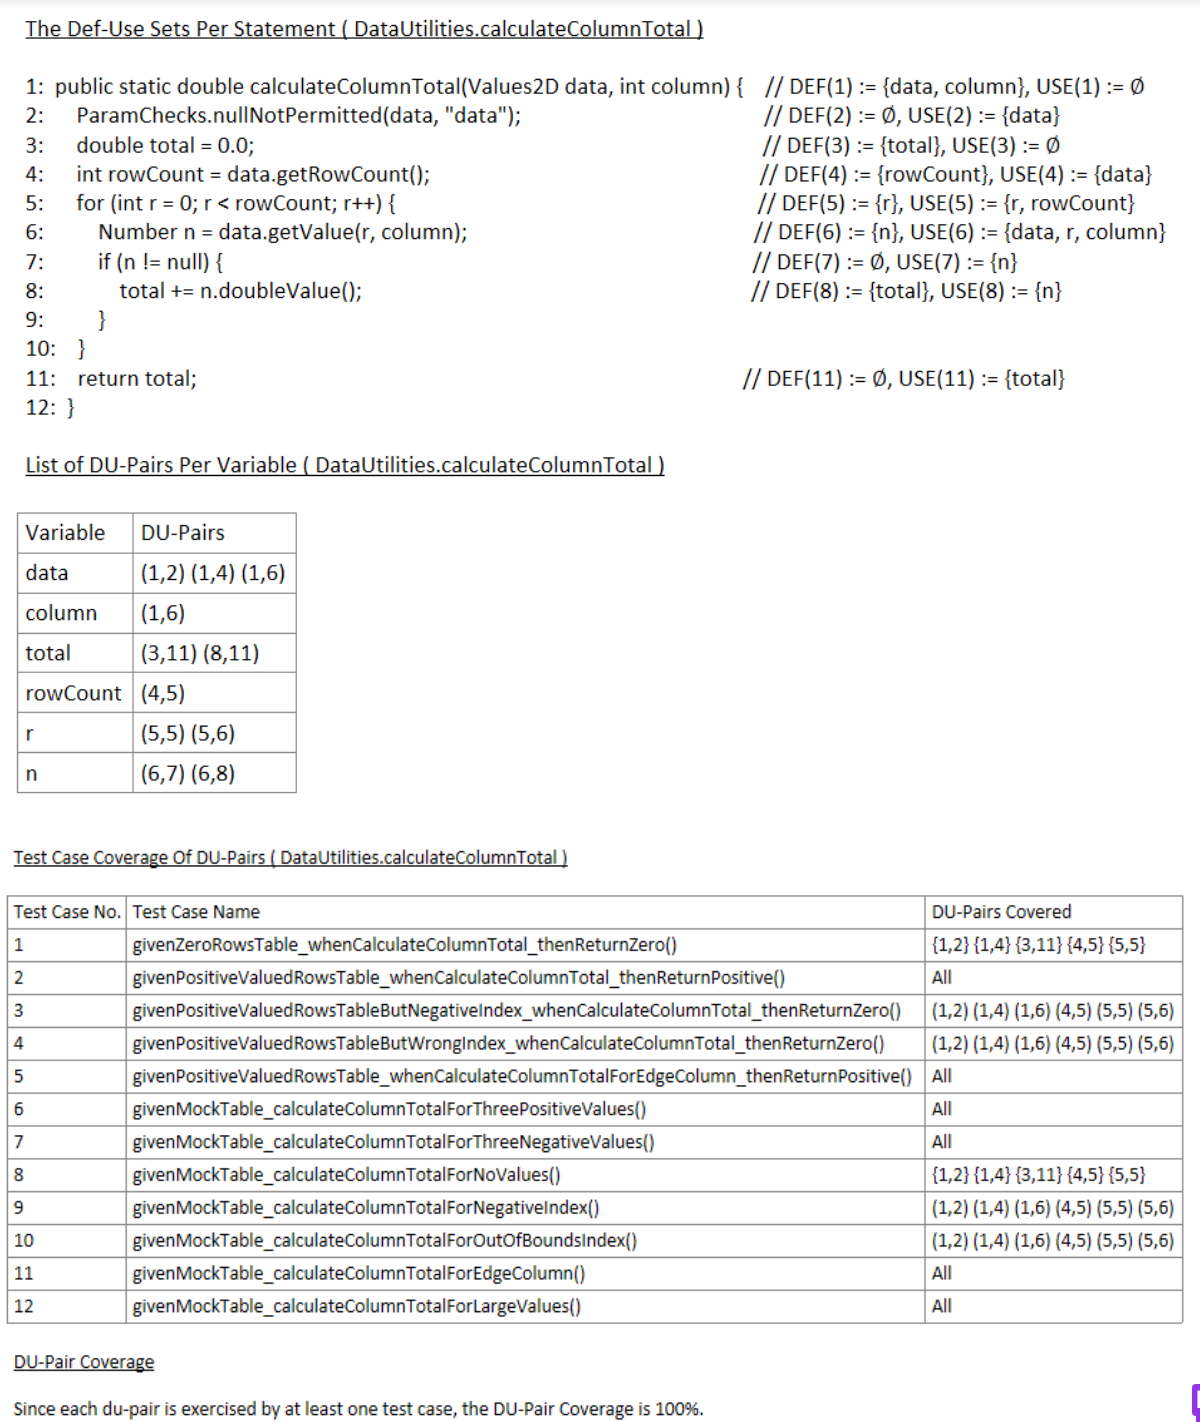 The Def-Use Sets Per Statement ( DataUtilities.calculateColumnTotal )
1: public static double calculateColumnTotal(Values2D data, int column) { // DEF(1) := {data, column}, USE(1) := Ø
2: ParamChecks.nullNotPermitted(data, "data"); // DEF(2) := Ø, USE(2) := {data}
3: double total = 0.0; // DEF(3) := {total}, USE(3) := Ø
4: int rowCount = data.getRowCount(); // DEF(4) := {rowCount}, USE(4) := {data}
5: for (int r = 0; r < rowCount; r++) { // DEF(5) := {r}, USE(5) := {r, rowCount}
6: Number n = data.getValue(r, column); // DEF(6) := {n}, USE(6) := {data, r, column}
7: if (n != null) { // DEF(7) := Ø, USE(7) := {n}
8: total += n.doubleValue(); // DEF(8) := {total}, USE(8) := {n}
9: }
10: }
11: return total; // DEF(11) := Ø, USE(11) := {total}
12: }
List of DU-Pairs Per Variable ( DataUtilities.calculateColumnTotal )
Variable DU-Pairs
data (1,2) (1,4) (1,6)
column (1,6)
total (3,11) (8,11)
rowCount (4,5)
r (5,5) (5,6)
n (6,7) (6,8)
Test Case Coverage Of DU-Pairs ( DataUtilities.calculateColumnTotal )
Test Case No. Test Case Name DU-Pairs Covered
1 givenZeroRowsTable_whenCalculateColumnTotal_thenReturnZero() {1,2} {1,4} {3,11} {4,5} {5,5}
2 givenPositiveValuedRowsTable_whenCalculateColumnTotal_thenReturnPositive() All
3 givenPositiveValuedRowsTableButNegativeIndex_whenCalculateColumnTotal_thenReturnZero() (1,2) (1,4) (1,6) (4,5) (5,5) (5,6)
4 givenPositiveValuedRowsTableButWrongIndex_whenCalculateColumnTotal_thenReturnZero() (1,2) (1,4) (1,6) (4,5) (5,5) (5,6)
5 givenPositiveValuedRowsTable_whenCalculateColumnTotalForEdgeColumn_thenReturnPositive() All
6 givenMockTable_calculateColumnTotalForThreePositiveValues() All
7 givenMockTable_calculateColumnTotalForThreeNegativeValues() All
8 givenMockTable_calculateColumnTotalForNoValues() {1,2} {1,4} {3,11} {4,5} {5,5}
9 givenMockTable_calculateColumnTotalForNegativeIndex() (1,2) (1,4) (1,6) (4,5) (5,5) (5,6)
10 givenMockTable_calculateColumnTotalForOutOfBoundsIndex() (1,2) (1,4) (1,6) (4,5) (5,5) (5,6)
11 givenMockTable_calculateColumnTotalForEdgeColumn() All
12 givenMockTable_calculateColumnTotalForLargeValues() All
DU-Pair Coverage
Since each du-pair is exercised by at least one test case, the DU-Pair Coverage is 100%.